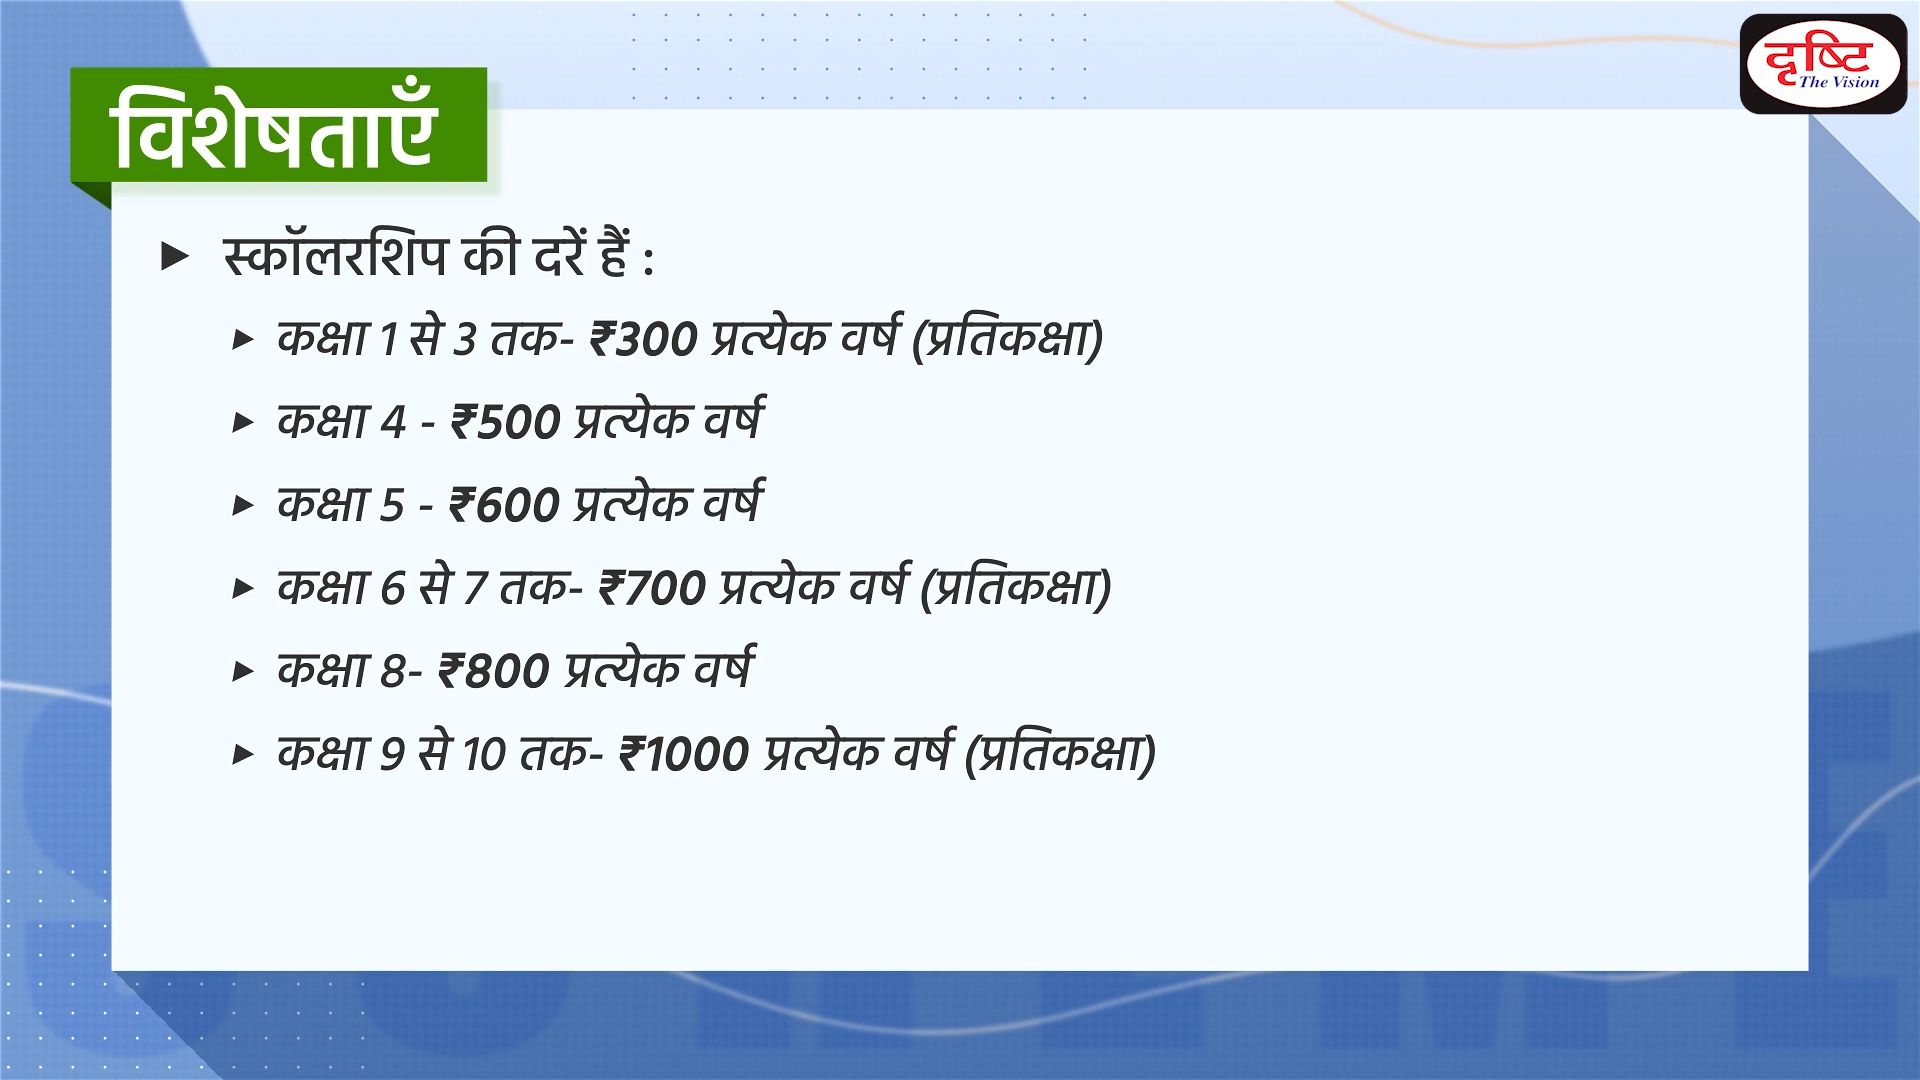 दृष्टि
The Vision
विशेषताएँ
► स्कॉलरशिप की दरें हैं :
► कक्षा 1 से 3 तक- ₹300 प्रत्येक वर्ष (प्रतिकक्षा)
► कक्षा 4 - ₹500 प्रत्येक वर्ष
► कक्षा 5 - ₹600 प्रत्येक वर्ष
► कक्षा 6 से 7 तक- ₹700 प्रत्येक वर्ष (प्रतिकक्षा)
► कक्षा 8- ₹800 प्रत्येक वर्ष
► कक्षा 9 से 10 तक- ₹1000 प्रत्येक वर्ष (प्रतिकक्षा)